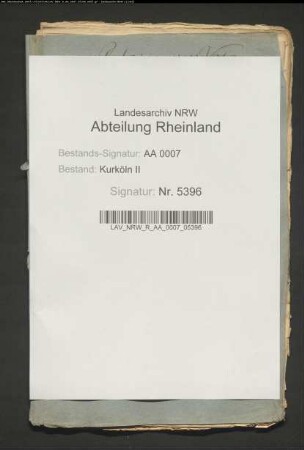 Landesarchiv NRW
Abteilung Rheinland
Bestands-Signatur: AA 0007
Bestand: Kurköln II
Signatur: Nr. 5396
LAV_NRW_R_AA_0007_05396